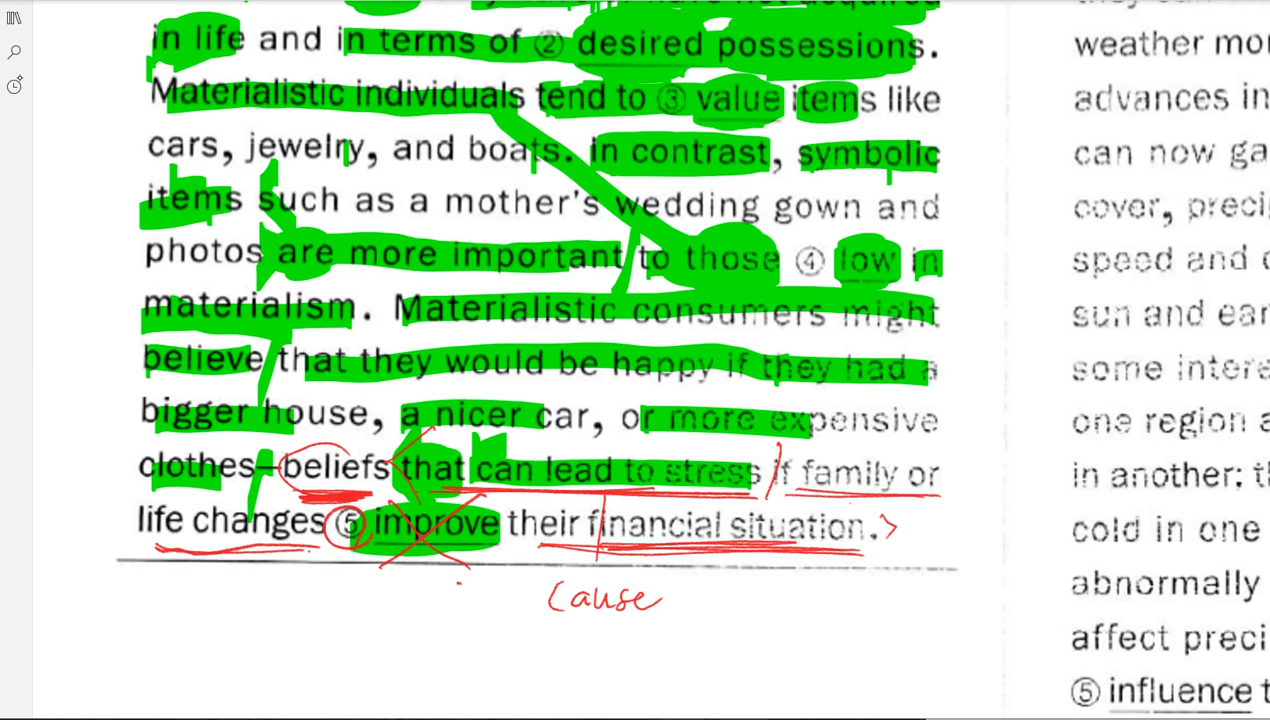 in life and in terms of ② desired possessions.
Materialistic individuals tend to ③ value items like
cars, jewelry, and boats. in contrast, symbolic
items such as a mother's wedding gown and
photos are more important to those ④ low in
materialism. Materialistic consumers might
believe that they would be happy if they had a
bigger house, a nicer car, or more expensive
clothes—beliefs that can lead to stress if family or
life changes ⑤ improve their financial situation.
cause
weather mor
advances in
can now ga
cover, preci
speed and
sun and ear
some intere
one region a
in another; t
cold in one
abnormally
affect preci
⑤ influence t